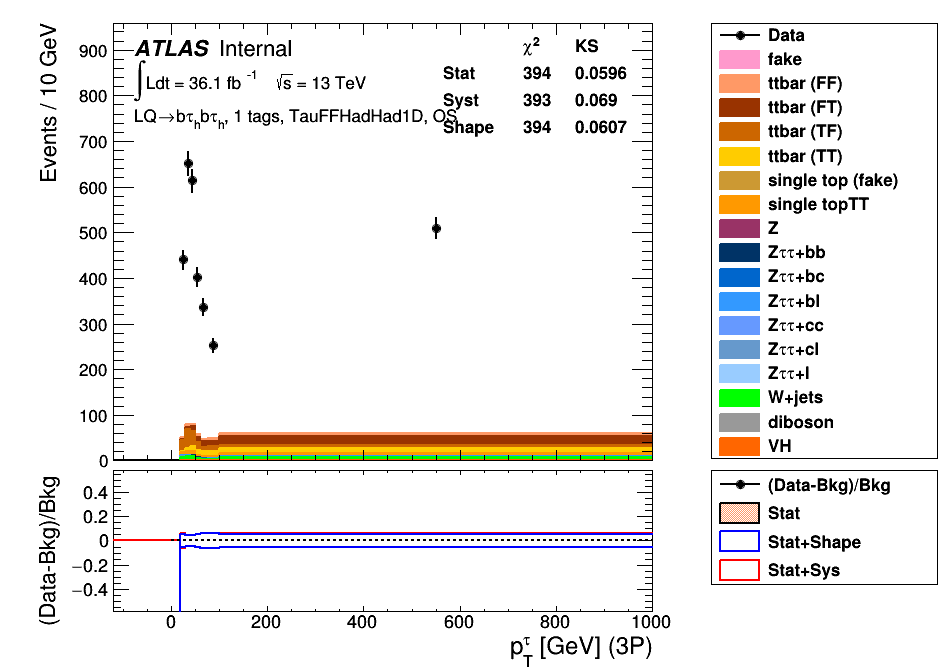 ATLAS Internal
∫Ldt = 36.1 fb⁻¹ √s = 13 TeV
LQ→bτₕbτₕ, 1 tags, TauFFHadHad1D, OS
χ² KS
Stat 394 0.0596
Syst 393 0.069
Shape 394 0.0607
Events / 10 GeV
900
800
700
600
500
400
300
200
100
0
(Data-Bkg)/Bkg
0.4
0.2
0
−0.2
−0.4
0 200 400 600 800 1000
p_T^τ [GeV] (3P)
Data
fake
ttbar (FF)
ttbar (FT)
ttbar (TF)
ttbar (TT)
single top (fake)
single topTT
Z
Zττ+bb
Zττ+bc
Zττ+bl
Zττ+cc
Zττ+cl
Zττ+l
W+jets
diboson
VH
(Data-Bkg)/Bkg
Stat
Stat+Shape
Stat+Sys